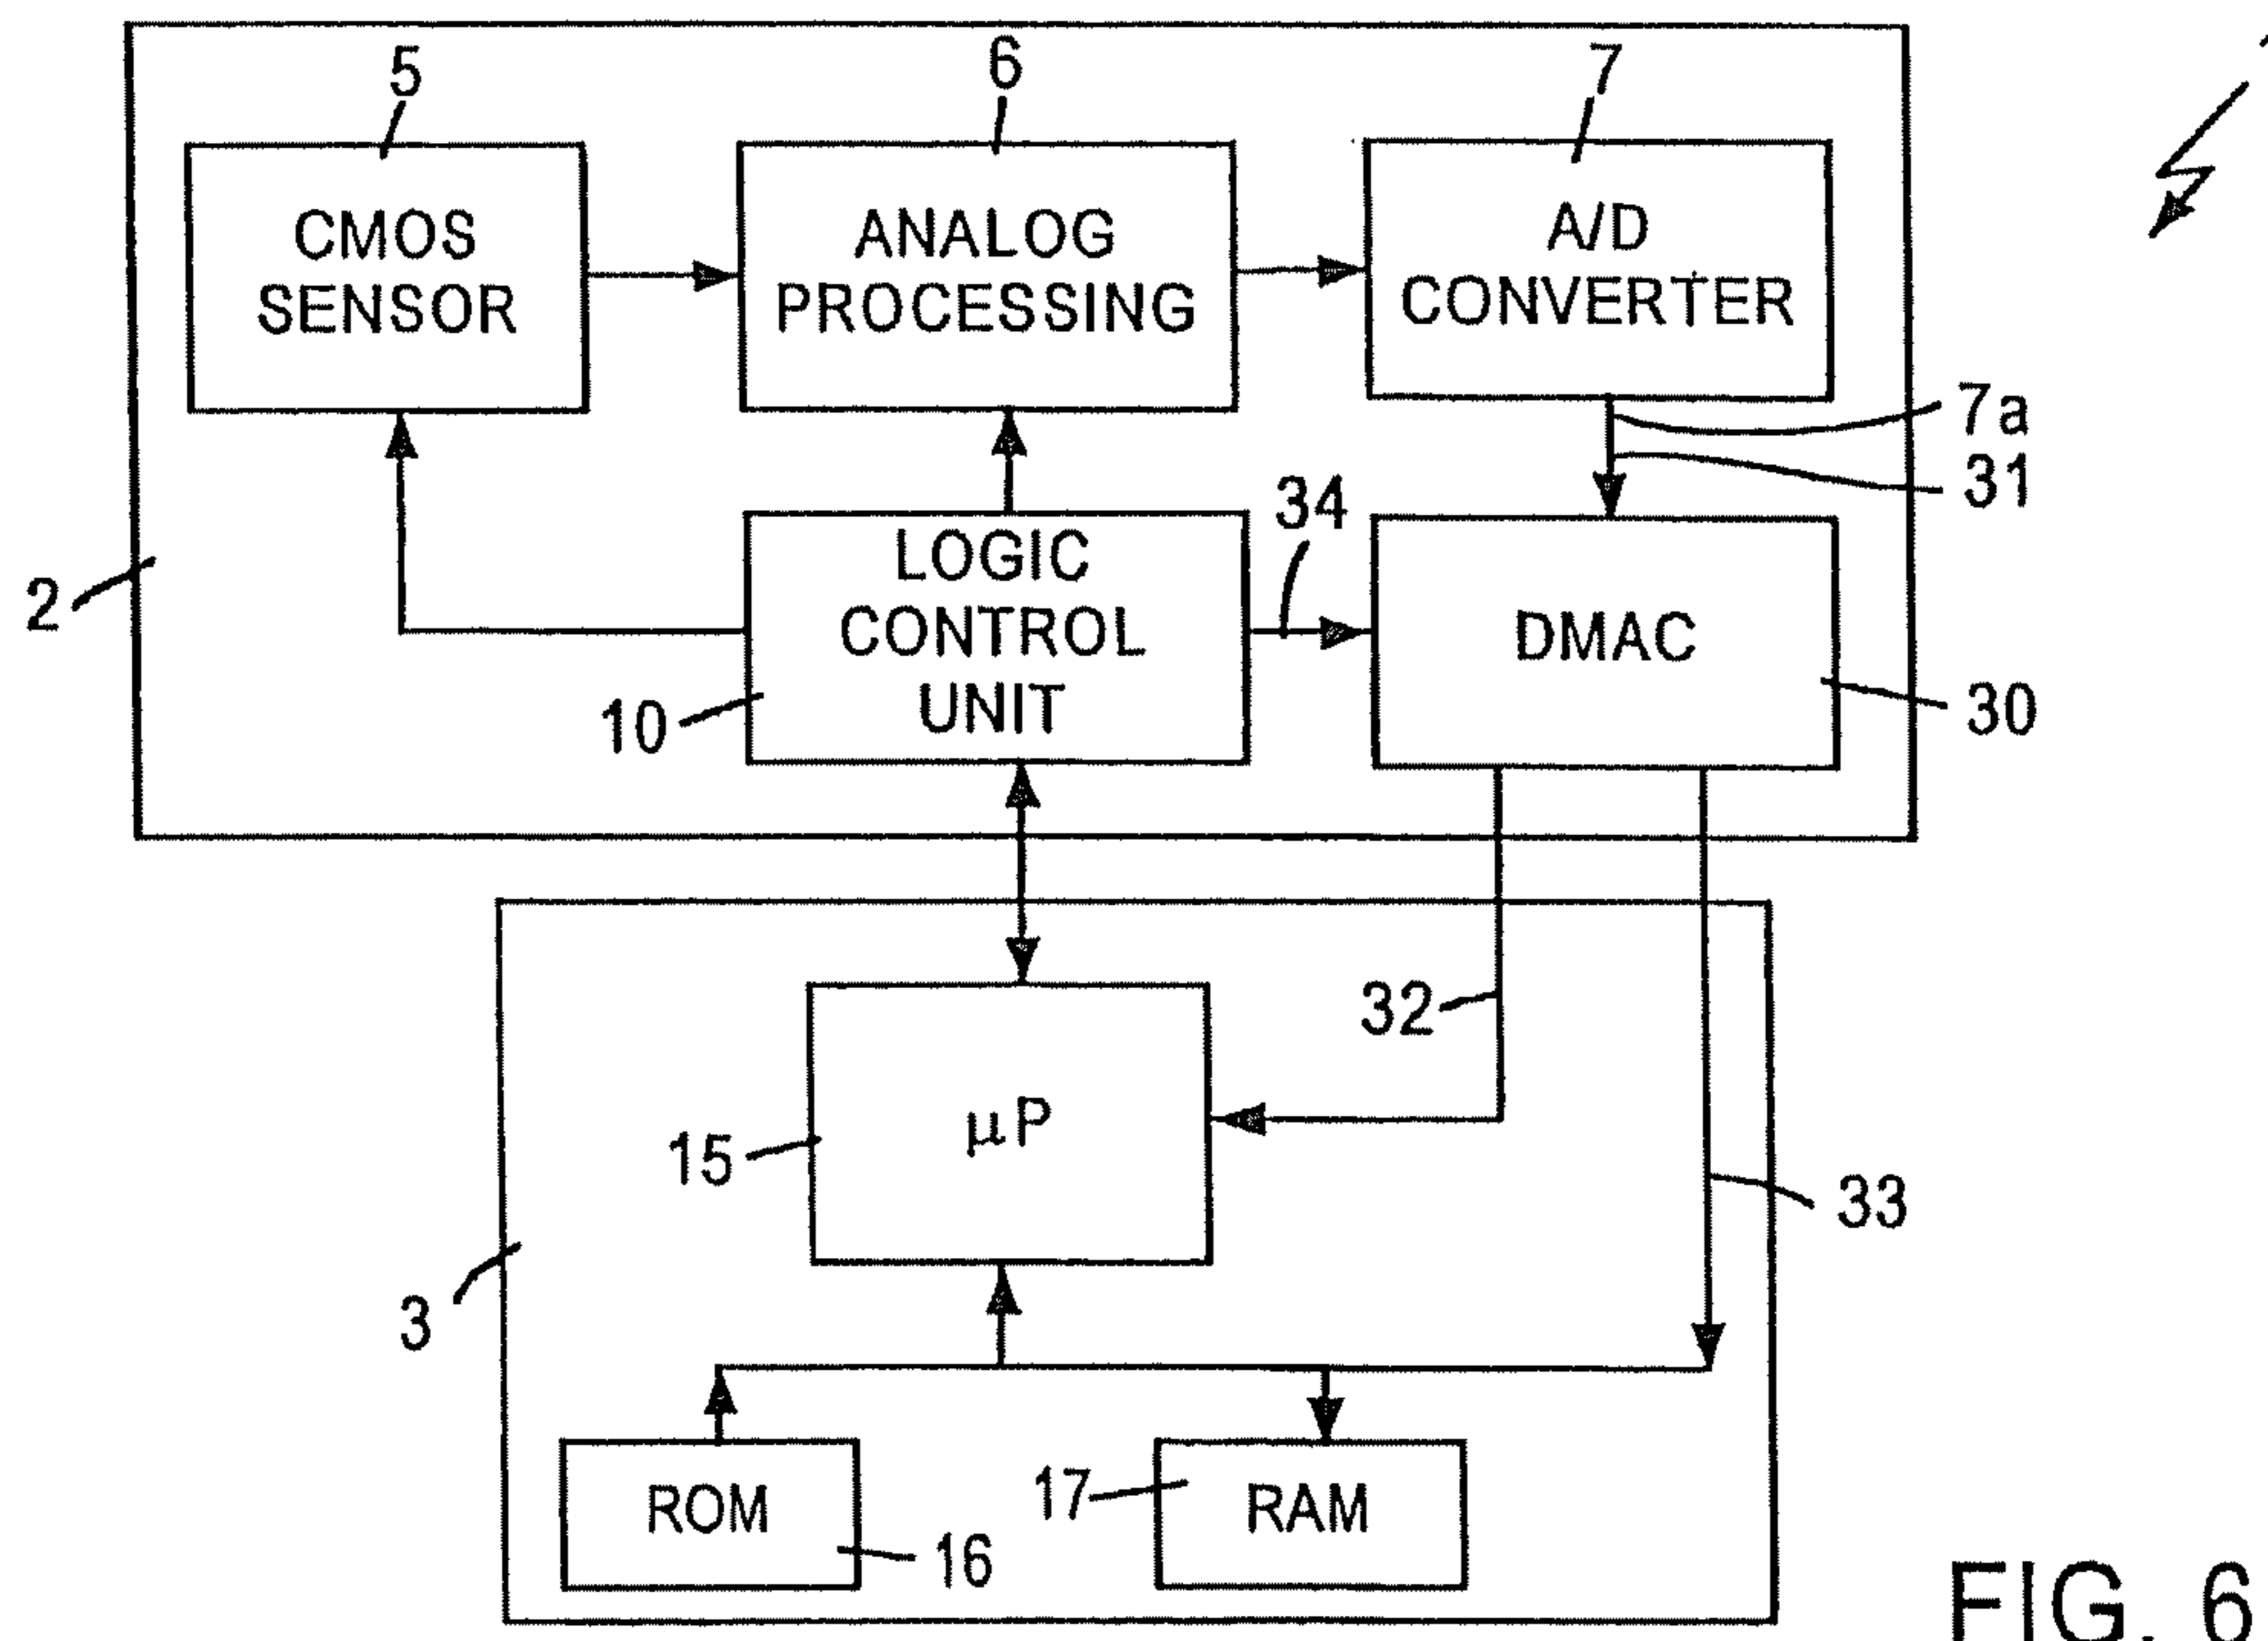 5
6
7
CMOS
SENSOR
ANALOG
PROCESSING
A/D
CONVERTER
7a
31
34
LOGIC
CONTROL
UNIT
DMAC
2
10
30
32
μP
15
33
3
ROM
16
17
RAM
FIG. 6